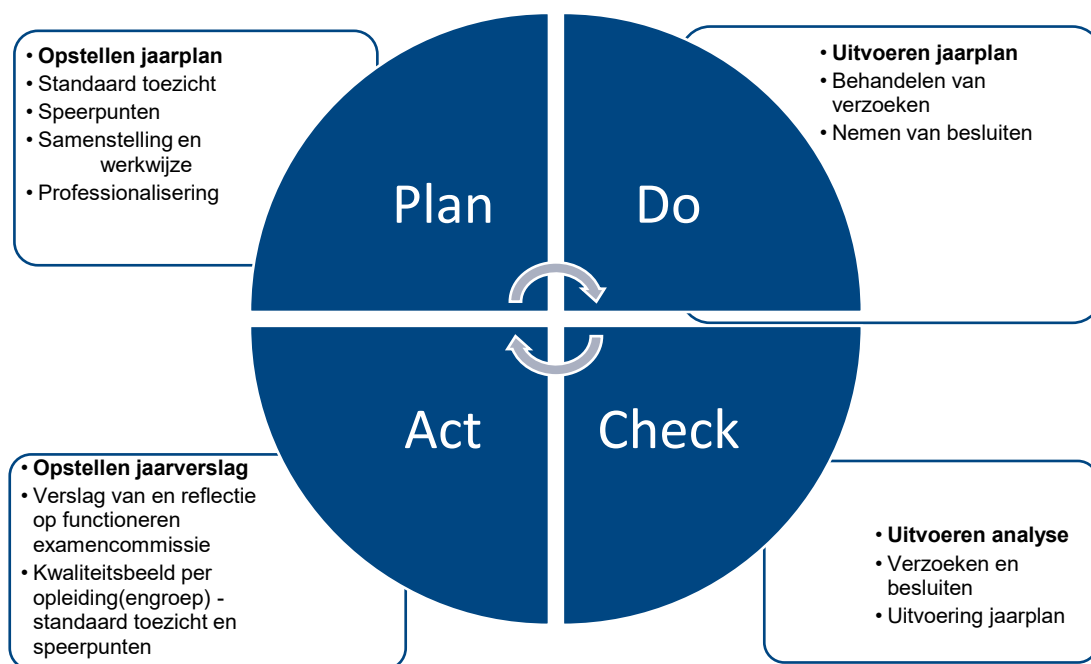 • Opstellen jaarplan
• Standaard toezicht
• Speerpunten
• Samenstelling en
werkwijze
• Professionalisering
Plan
• Uitvoeren jaarplan
• Behandelen van
verzoeken
• Nemen van besluiten
Do
• Opstellen jaarverslag
• Verslag van en reflectie
op functioneren
examencommissie
• Kwaliteitsbeeld per
opleiding(engroep) -
standaard toezicht en
speerpunten
Act
Check
• Uitvoeren analyse
• Verzoeken en
besluiten
• Uitvoering jaarplan